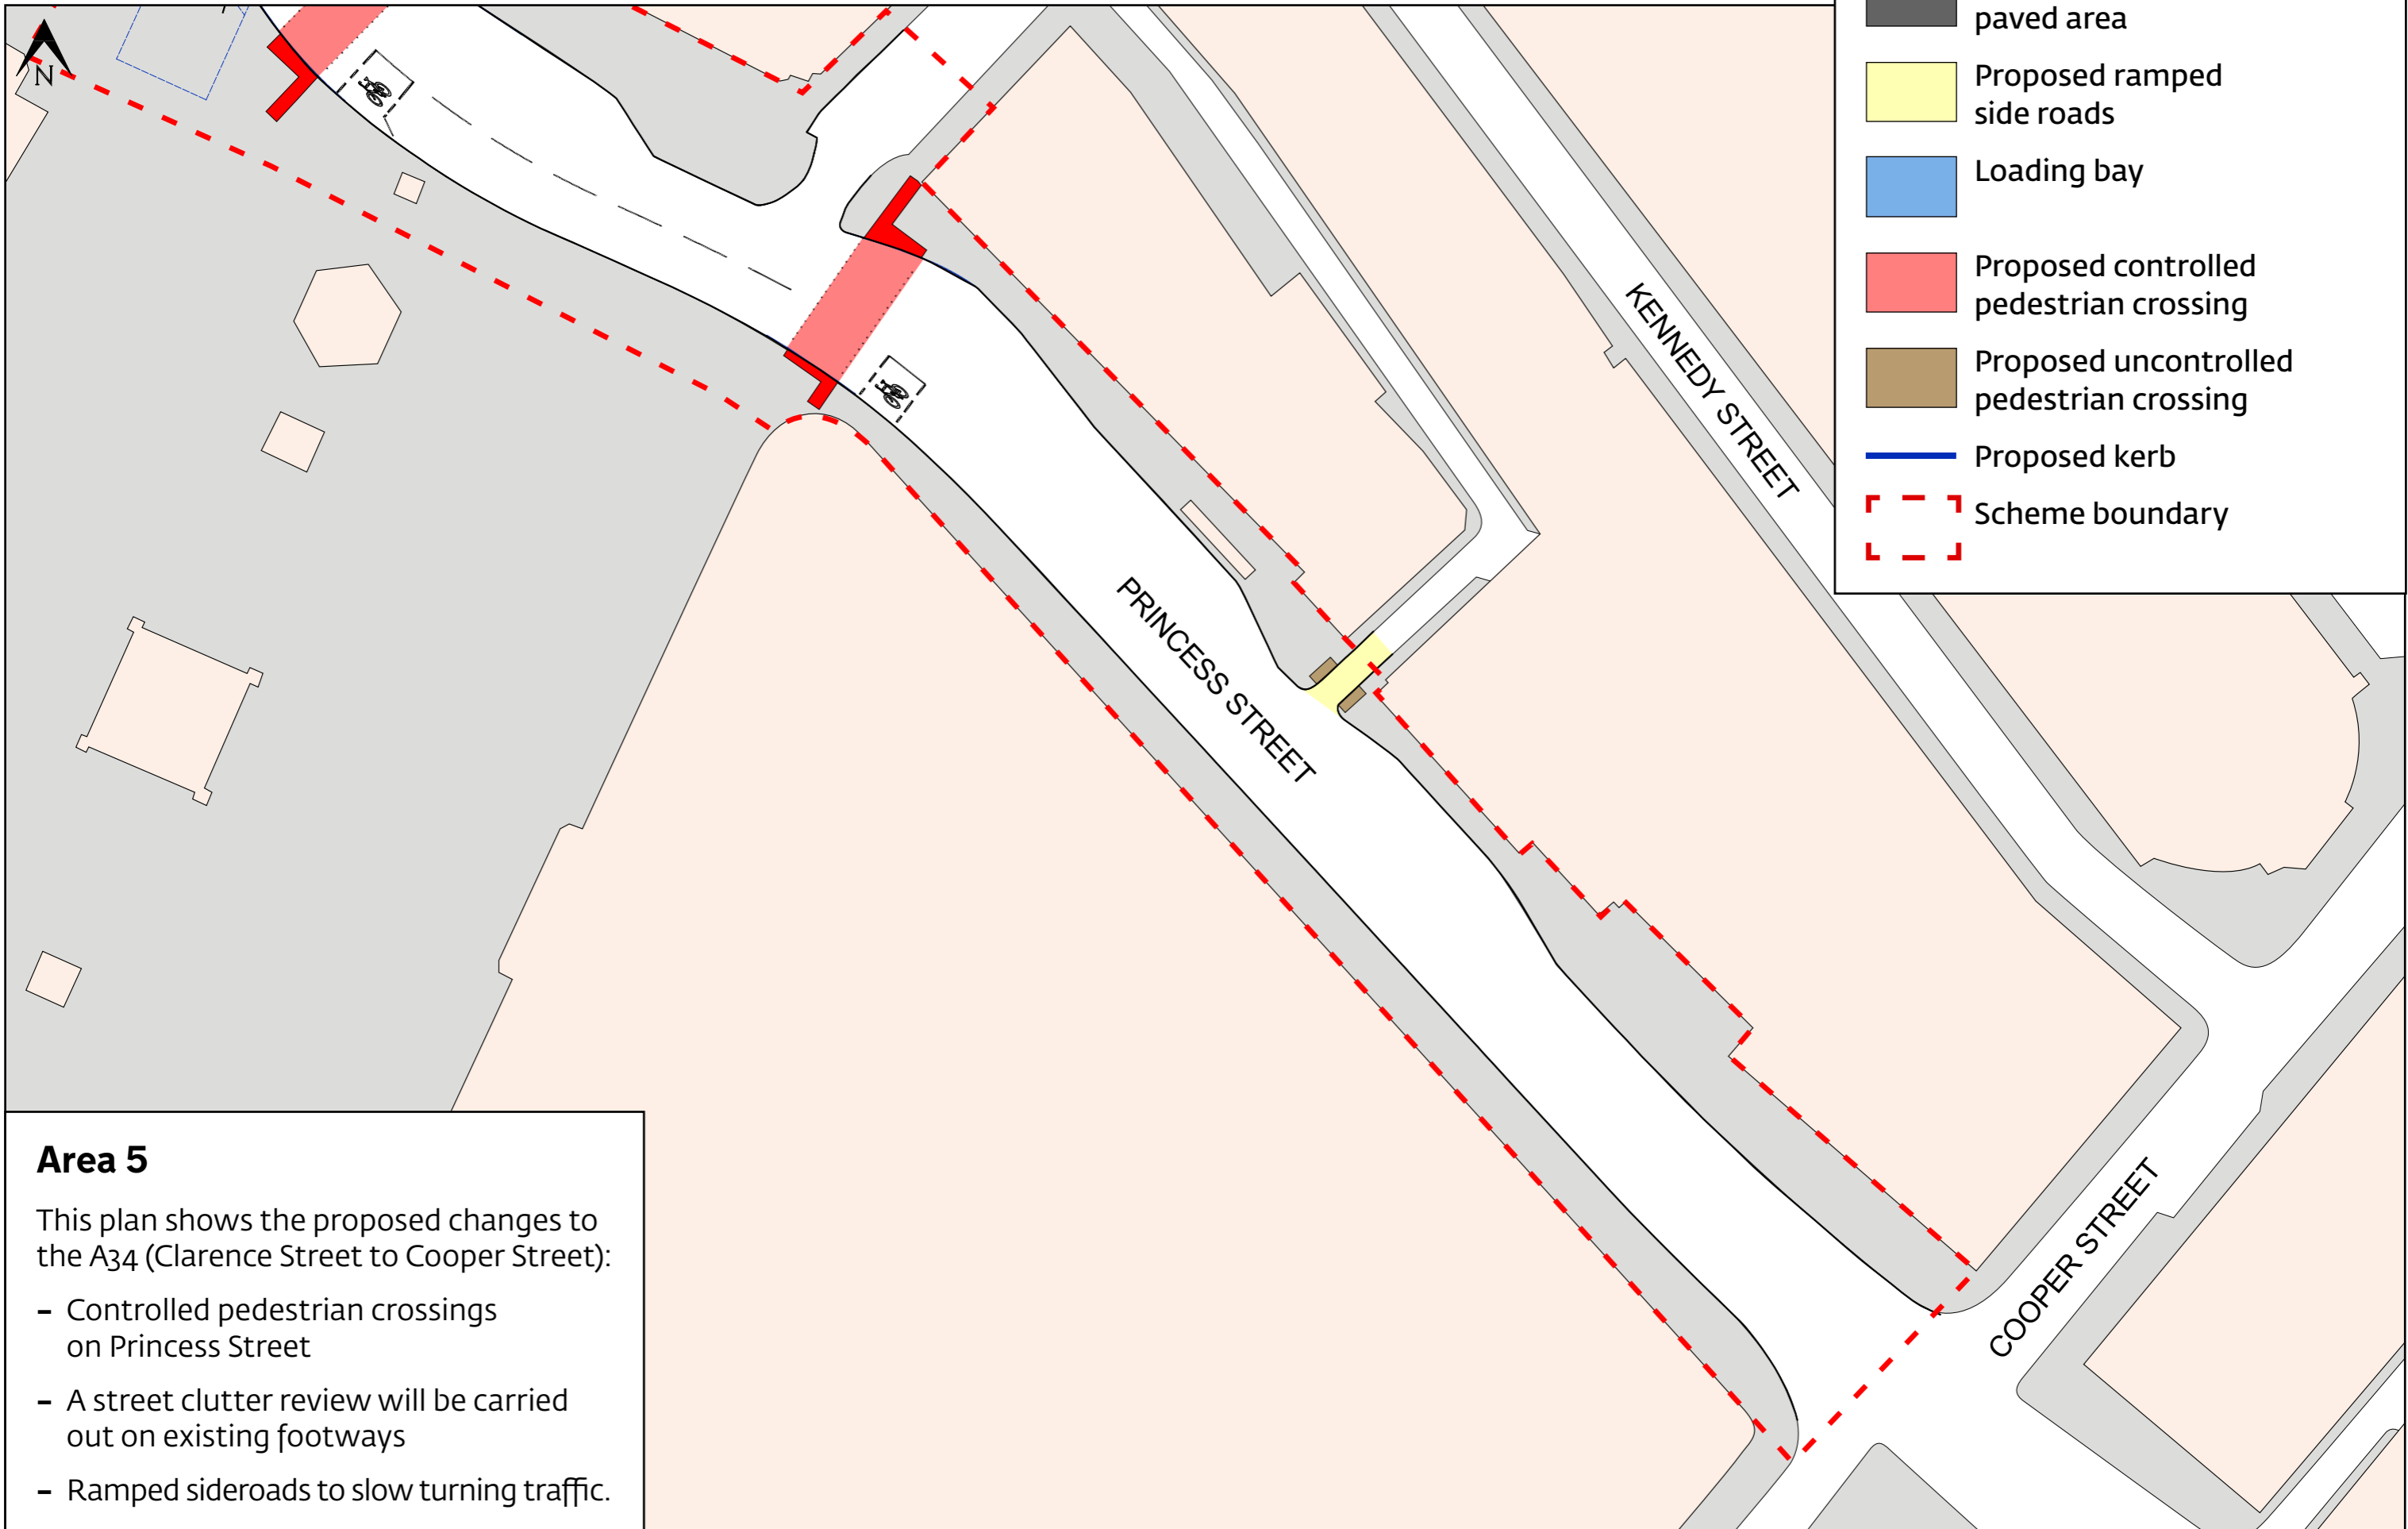 N
paved area
Proposed ramped
side roads
Loading bay
Proposed controlled
pedestrian crossing
Proposed uncontrolled
pedestrian crossing
Proposed kerb
Scheme boundary
KENNEDY STREET
PRINCESS STREET
COOPER STREET
Area 5
This plan shows the proposed changes to
the A34 (Clarence Street to Cooper Street):
– Controlled pedestrian crossings
on Princess Street
– A street clutter review will be carried
out on existing footways
– Ramped sideroads to slow turning traffic.